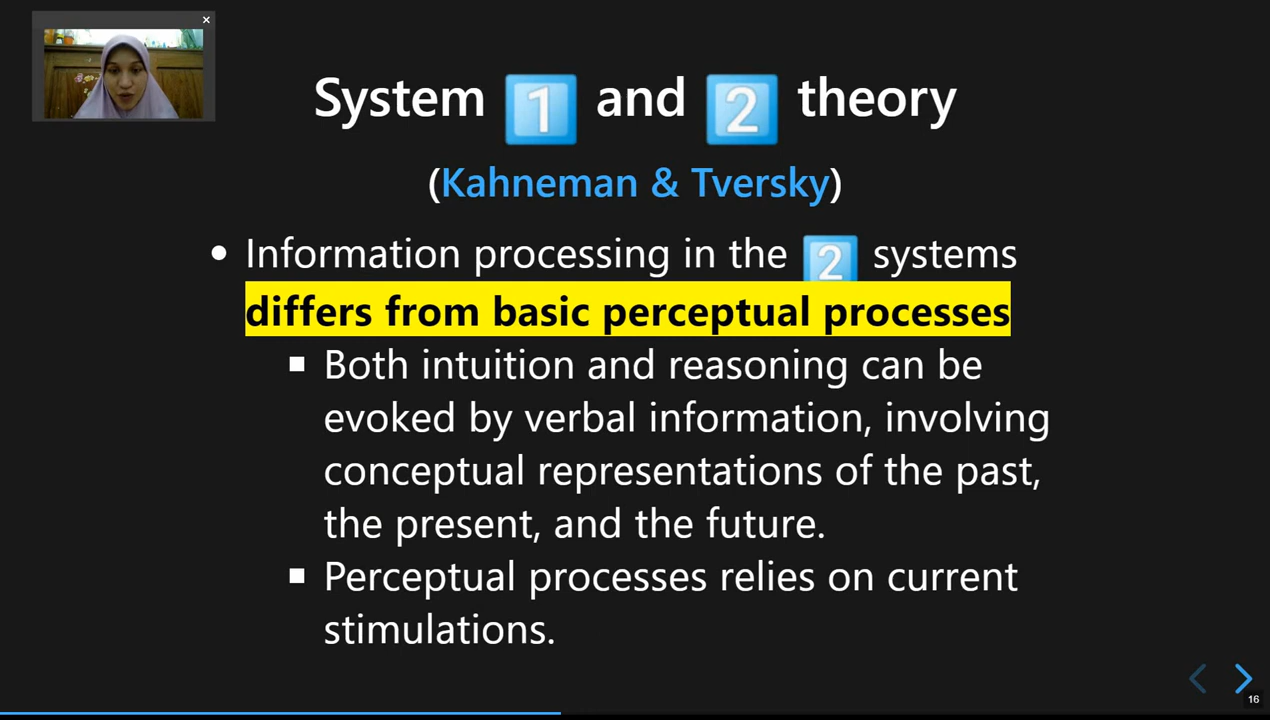 System 1 and 2 theory
(Kahneman & Tversky)
• Information processing in the 2 systems
differs from basic perceptual processes
▪ Both intuition and reasoning can be
evoked by verbal information, involving
conceptual representations of the past,
the present, and the future.
▪ Perceptual processes relies on current
stimulations.
16